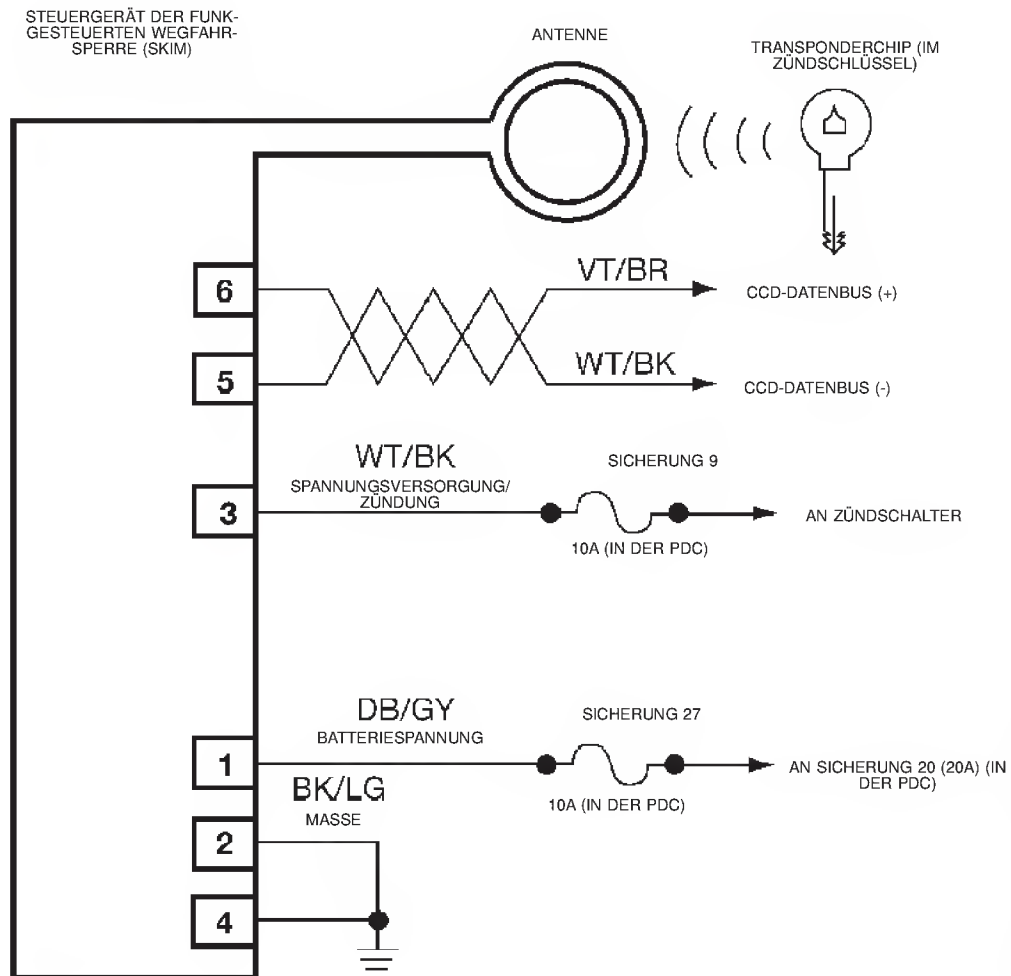 STEUERGERÄT DER FUNK-
GESTEUERTEN WEGFAHR-
SPERRE (SKIM)
ANTENNE
TRANSPONDERCHIP (IM
ZÜNDSCHLÜSSEL)
6
VT/BR
CCD-DATENBUS (+)
5
WT/BK
CCD-DATENBUS (-)
WT/BK
SICHERUNG 9
SPANNUNGSVERSORGUNG/
ZÜNDUNG
3
AN ZÜNDSCHALTER
10A (IN DER PDC)
DB/GY
SICHERUNG 27
BATTERIESPANNUNG
1
AN SICHERUNG 20 (20A) (IN
DER PDC)
BK/LG
10A (IN DER PDC)
MASSE
2
4